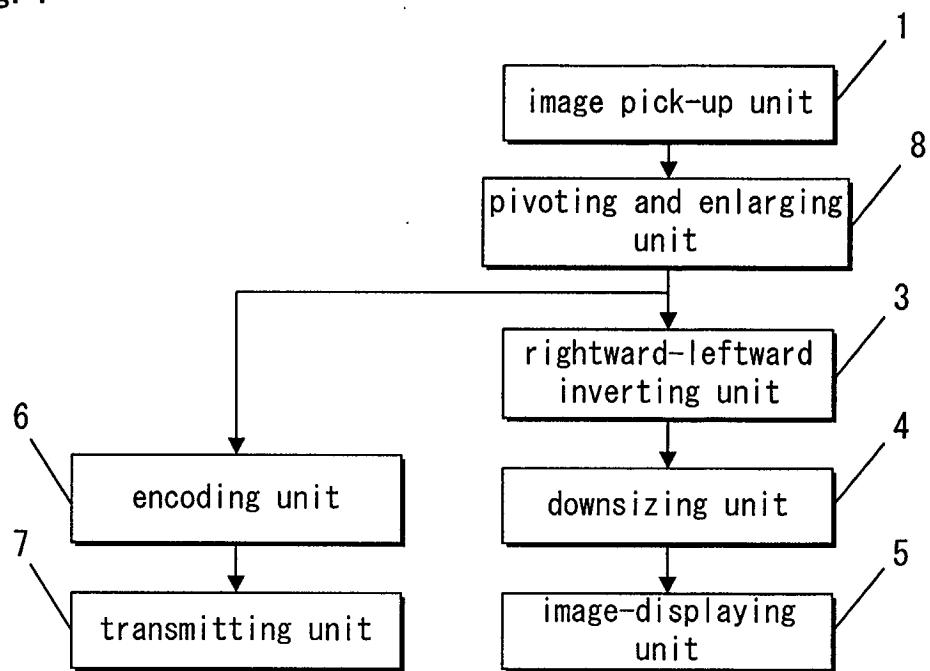 1
image pick-up unit
8
pivoting and enlarging
unit
3
rightward-leftward
inverting unit
6
4
encoding unit
downsizing unit
7
5
transmitting unit
image-displaying
unit